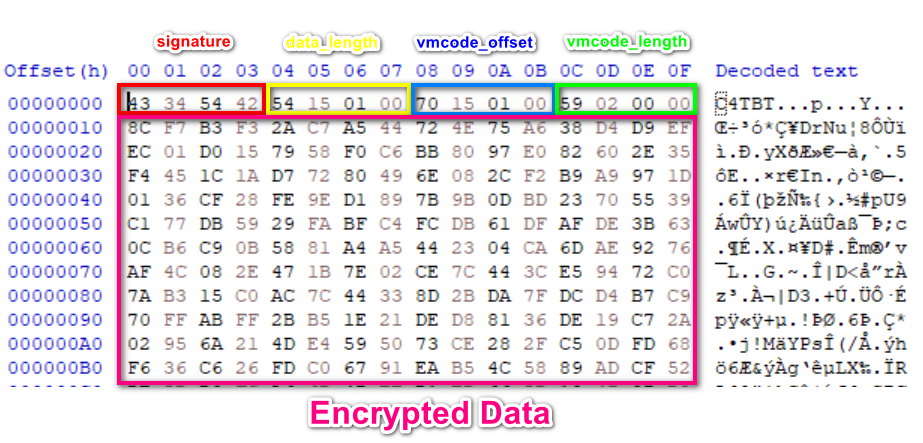 signature data_length vmcode_offset vmcode_length
Offset(h) 00 01 02 03 04 05 06 07 08 09 0A 0B 0C 0D 0E 0F Decoded text
00000000 43 34 54 42 54 15 01 00 70 15 01 00 59 02 00 00 C4TBT...p...Y...
00000010 8C F7 B3 F3 2A C7 A5 44 72 4E 75 A6 38 D4 D9 EF Œ÷³ó*Ç¥DrNu¦8ÔÙï
00000020 EC 01 D0 15 79 58 F0 C6 BB 80 97 E0 82 60 2E 35 ì.Ð.yXðÆ»€—à‚`.5
00000030 F4 45 1C 1A D7 72 80 49 6E 08 2C F2 B9 A9 97 1D ôE..×r€In.,ò¹©—.
00000040 01 36 CF 28 FE 9E D1 89 7B 9B 0D BD 23 70 55 39 .6Ï(þžÑ‰{›.½#pU9
00000050 C1 77 DB 59 29 FA BF C4 FC DB 61 DF AF DE 3B 63 ÁwÛY)ú¿ÄüÛaß¯Þ;c
00000060 0C B6 C9 0B 58 81 A4 A5 44 23 04 CA 6D AE 92 76 .¶É.X.¤¥D#.Êm®’v
00000070 AF 4C 08 2E 47 1B 7E 02 CE 7C 44 3C E5 94 72 C0 ¯L..G.~.Î|D<å”rÀ
00000080 7A B3 15 C0 AC 7C 44 33 8D 2B DA 7F DC D4 B7 C9 z³.À¬|D3.+Ú.ÜÔ·É
00000090 70 FF AB FF 2B B5 1E 21 DE D8 81 36 DE 19 C7 2A pÿ«ÿ+µ.!ÞØ.6Þ.Ç*
000000A0 02 95 6A 21 4D E4 59 50 73 CE 28 2F C5 0D FD 68 .•j!MäYPsÎ(/Å.ýh
000000B0 F6 36 C6 26 FD C0 67 91 EA B5 4C 58 89 AD CF 52 ö6Æ&ýÀg‘êµLX‰.ÏR
Encrypted Data